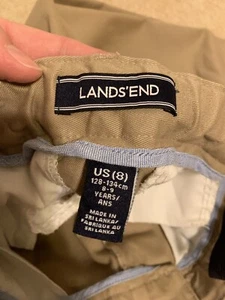 LANDS'END
US (8)
128-134cm
8-9
YEARS/
ANS
MADE IN
SRI LANKA/
FABRIQUÉ AU
SRI LANKA